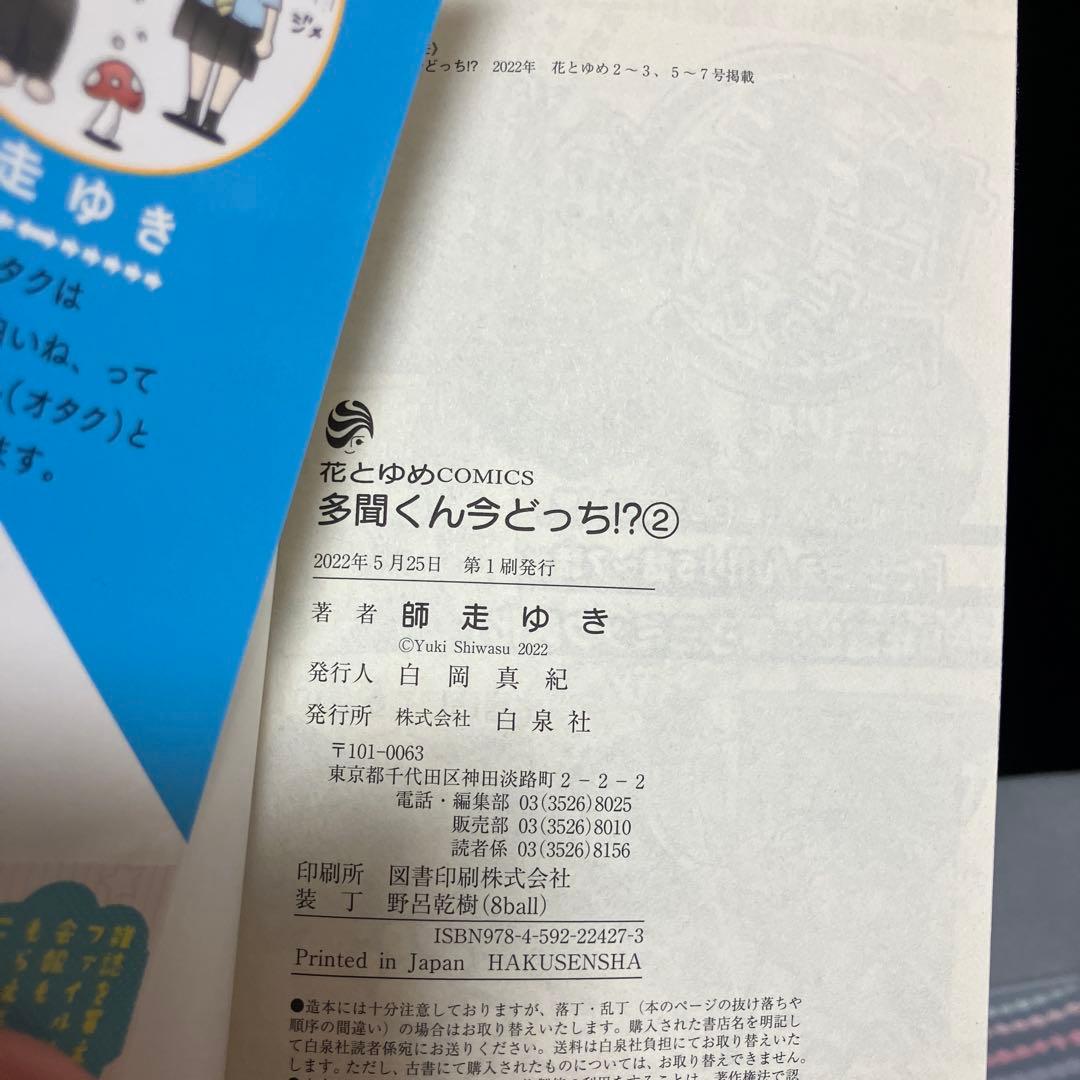 ジメ
走ゆき
タクは
いね、って
(オタク)と
ます。
どっち!? 2022年 花とゆめ2~3、5~7号掲載
花とゆめCOMICS
多聞くん今どっち!?②
2022年5月25日 第1刷発行
著者 師走ゆき
©Yuki Shiwasu 2022
発行人 白岡真紀
発行所 株式会社 白泉社
〒101-0063
東京都千代田区神田淡路町2-2-2
電話・編集部 03(3526)8025
販売部 03(3526)8010
読者係 03(3526)8156
印刷所 図書印刷株式会社
装丁 野呂乾樹(8ball)
ISBN978-4-592-22427-3
Printed in Japan HAKUSENSHA
●造本には十分注意しておりますが、落丁・乱丁(本のページの抜け落ちや
順序の間違い)の場合はお取り替えいたします。購入された書店名を明記し
て白泉社読者係宛にお送りください。送料は白泉社負担にてお取り替えいた
します。ただし、古書にて購入されたものについては、お取り替えできません。